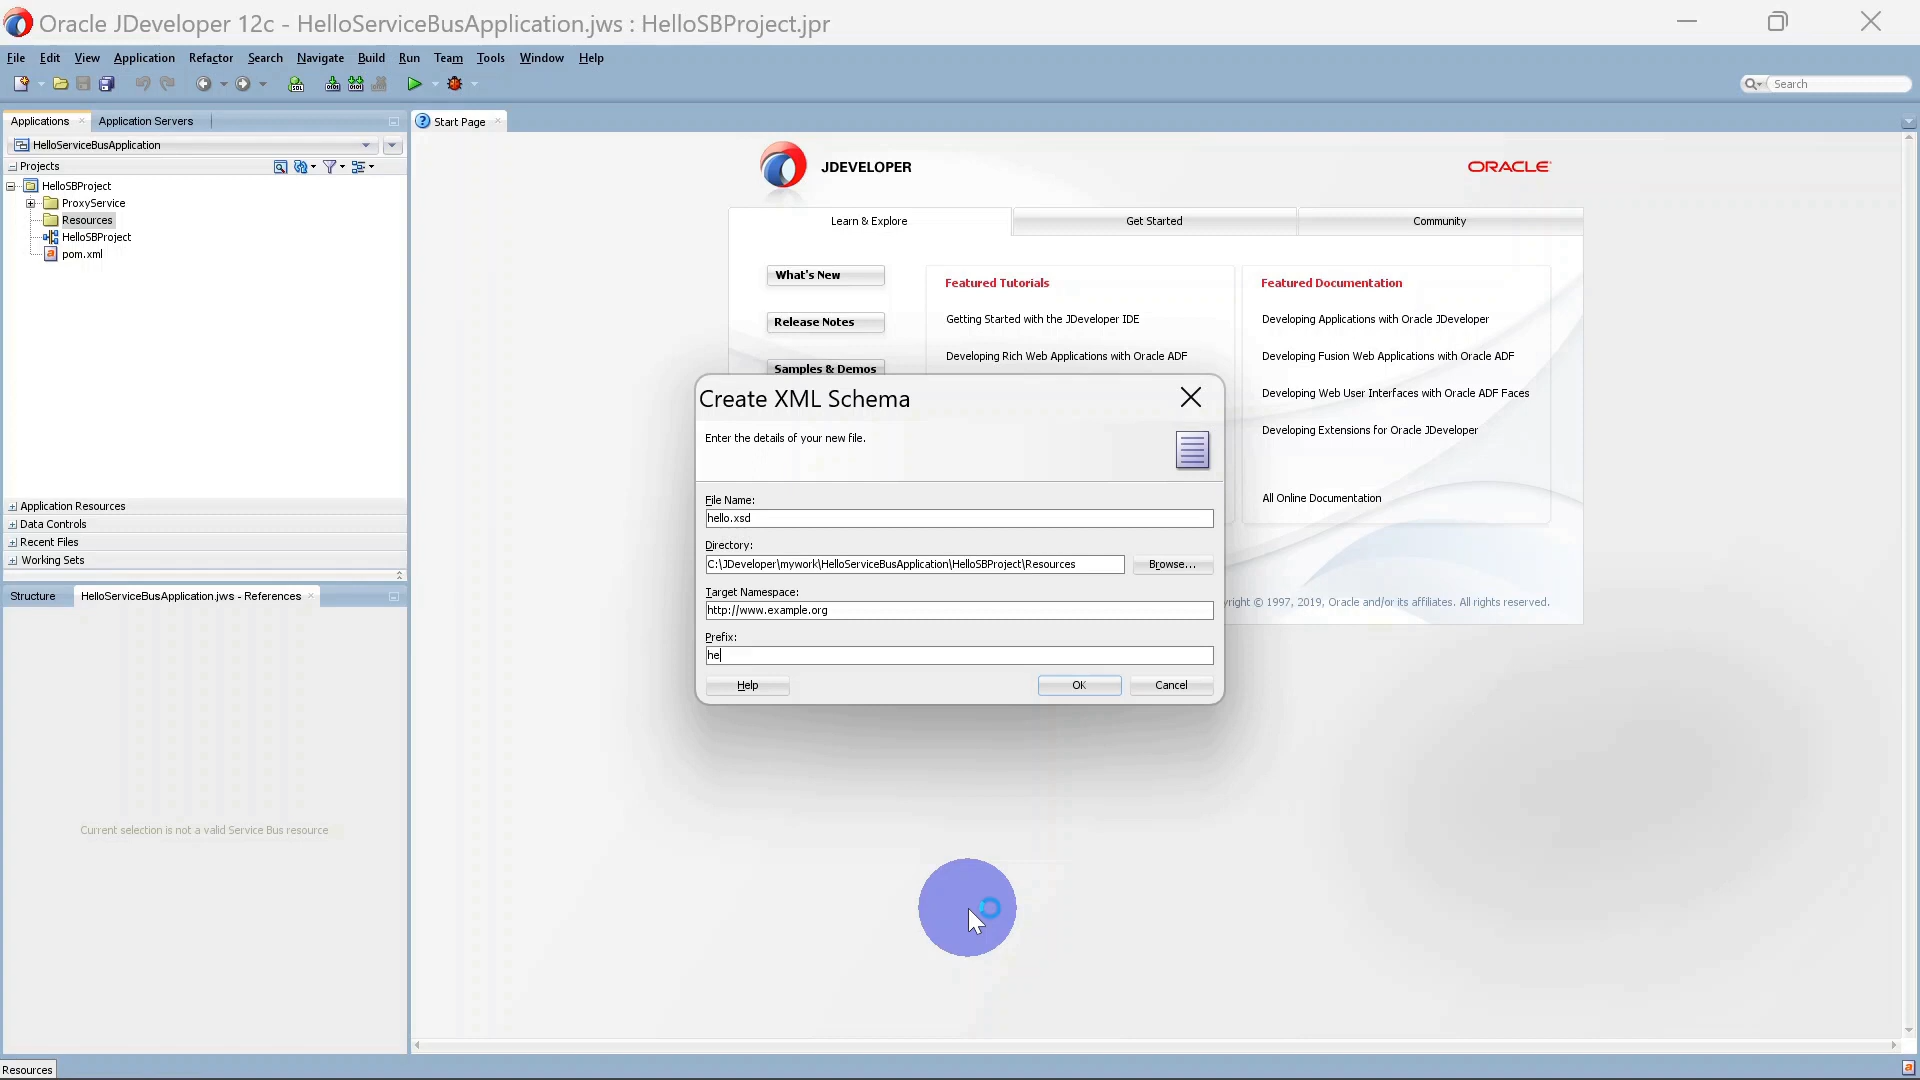 Oracle JDeveloper 12c - HelloServiceBusApplication.jws : HelloSBProject.jpr
File Edit View Application Refactor Search Navigate Build Run Team Tools Window Help
Search
Applications Application Servers
Start Page
HelloServiceBusApplication
Projects
HelloSBProject
ProxyService
Resources
HelloSBProject
pom.xml
Application Resources
Data Controls
Recent Files
Working Sets
Structure HelloServiceBusApplication.jws - References
Current selection is not a valid Service Bus resource
JDEVELOPER
ORACLE
Learn & Explore Get Started Community
What's New
Release Notes
Samples & Demos
Featured Tutorials
Getting Started with the JDeveloper IDE
Developing Rich Web Applications with Oracle ADF
Featured Documentation
Developing Applications with Oracle JDeveloper
Developing Fusion Web Applications with Oracle ADF
Developing Web User Interfaces with Oracle ADF Faces
Developing Extensions for Oracle JDeveloper
All Online Documentation
right © 1997, 2019, Oracle and/or its affiliates. All rights reserved.
Create XML Schema
Enter the details of your new file.
File Name:
hello.xsd
Directory:
C:\JDeveloper\mywork\HelloServiceBusApplication\HelloSBProject\Resources
Browse...
Target Namespace:
http://www.example.org
Prefix:
he
Help OK Cancel
Resources